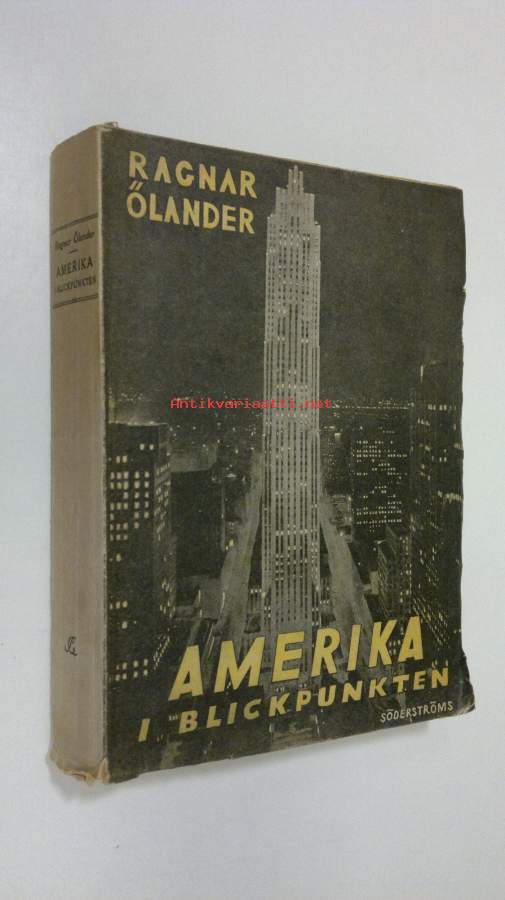 RAGNAR
ÖLANDER
Ragnar Ölander
AMERIKA
I BLICKPUNKTEN
Antikvariaatti.net
AMERIKA
I BLICKPUNKTEN
SÖDERSTRÖMS